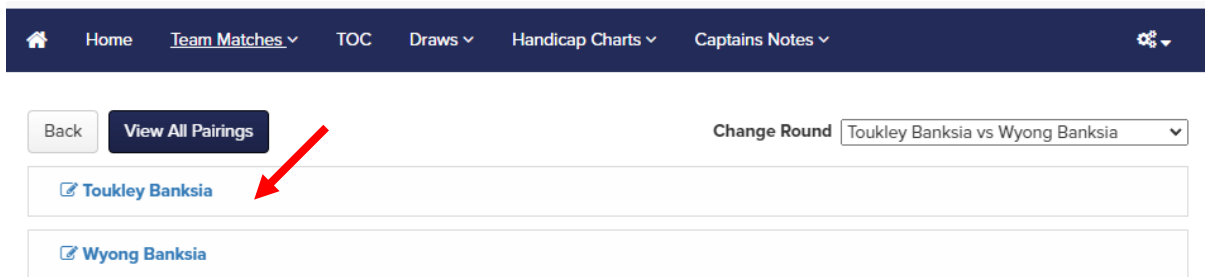 Home Team Matches TOC Draws Handicap Charts Captains Notes
Back View All Pairings Change Round Toukley Banksia vs Wyong Banksia
Toukley Banksia
Wyong Banksia